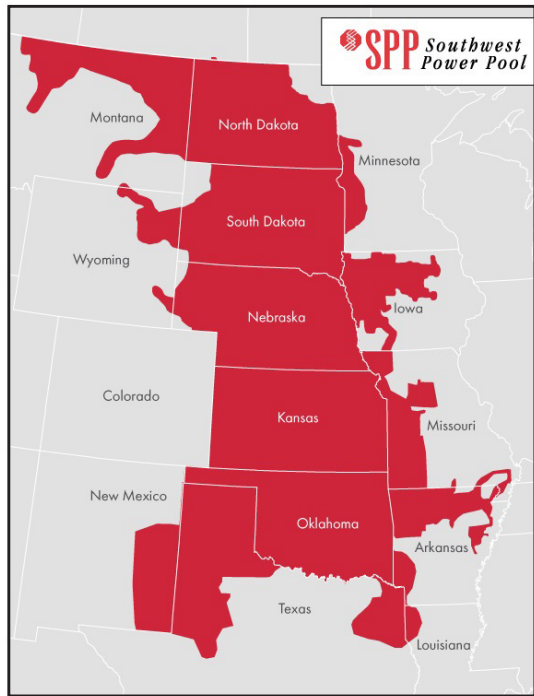 SPP Southwest
Power Pool
Montana
North Dakota
Minnesota
South Dakota
Wyoming
Iowa
Nebraska
Colorado
Kansas
Missouri
New Mexico
Oklahoma
Arkansas
Texas
Louisiana